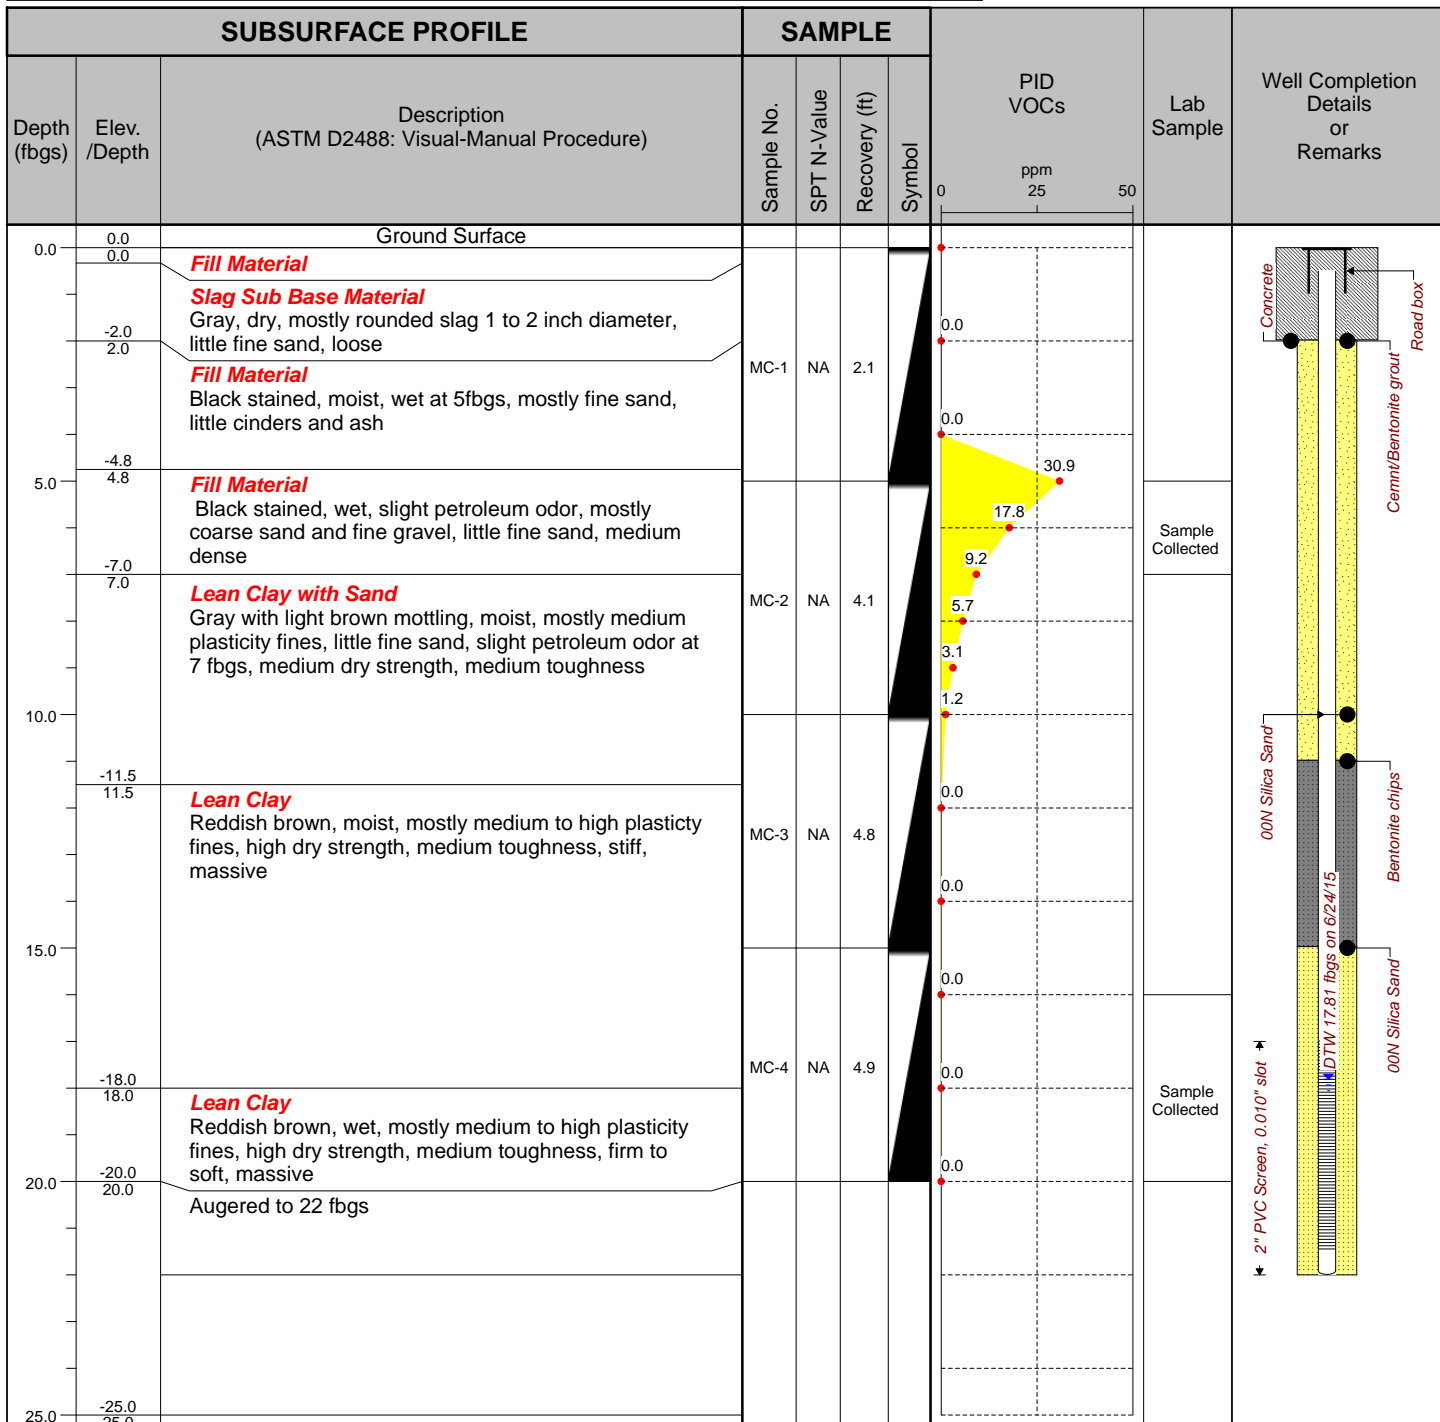 SUBSURFACE PROFILE
SAMPLE
Depth
(fbgs)
Elev.
/Depth
Description
(ASTM D2488: Visual-Manual Procedure)
Sample No.
SPT N-Value
Recovery (ft)
Symbol
PID
VOCs
ppm
0 25 50
Lab
Sample
Well Completion
Details
or
Remarks
0.0
0.0
0.0
Ground Surface
Fill Material
Slag Sub Base Material
Gray, dry, mostly rounded slag 1 to 2 inch diameter,
little fine sand, loose
-2.0
2.0
Fill Material
Black stained, moist, wet at 5fbgs, mostly fine sand,
little cinders and ash
-4.8
4.8
5.0
Fill Material
Black stained, wet, slight petroleum odor, mostly
coarse sand and fine gravel, little fine sand, medium
dense
-7.0
7.0
Lean Clay with Sand
Gray with light brown mottling, moist, mostly medium
plasticity fines, little fine sand, slight petroleum odor at
7 fbgs, medium dry strength, medium toughness
10.0
-11.5
11.5
Lean Clay
Reddish brown, moist, mostly medium to high plasticty
fines, high dry strength, medium toughness, stiff,
massive
15.0
-18.0
18.0
Lean Clay
Reddish brown, wet, mostly medium to high plasticity
fines, high dry strength, medium toughness, firm to
soft, massive
-20.0
20.0
20.0
Augered to 22 fbgs
-25.0
25.0
25.0
MC-1 NA 2.1
MC-2 NA 4.1
MC-3 NA 4.8
MC-4 NA 4.9
0.0
0.0
30.9
17.8
9.2
5.7
3.1
1.2
0.0
0.0
0.0
0.0
0.0
Sample
Collected
Sample
Collected
Concrete
Road box
Cemnt/Bentonite grout
00N Silica Sand
Bentonite chips
DTW 17.81 fbgs on 6/24/15
00N Silica Sand
2" PVC Screen, 0.010" slot